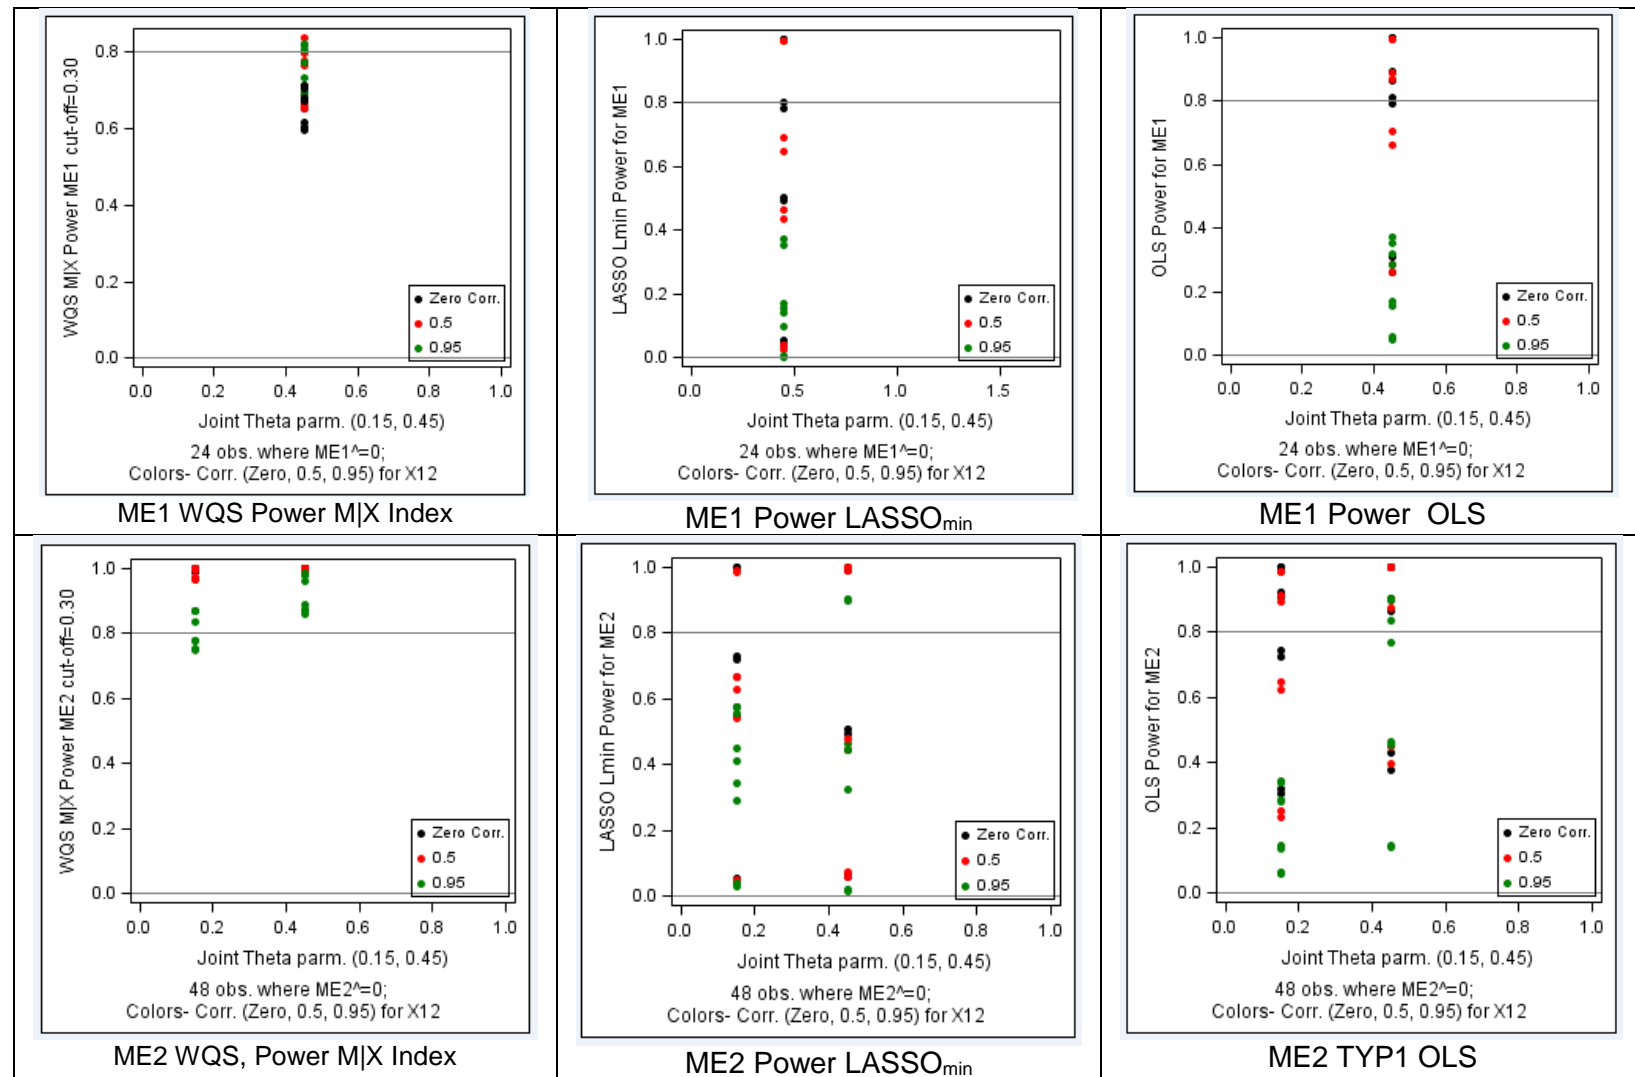 WQS M|X Power ME1 cut-off=0.30
0.8
0.6
0.4
0.2
0.0
Zero Corr.
0.5
0.95
0.0 0.2 0.4 0.6 0.8 1.0
Joint Theta parm. (0.15, 0.45)
24 obs. where ME1^=0;
Colors- Corr. (Zero, 0.5, 0.95) for X12
ME1 WQS Power M|X Index
LASSO Lmin Power for ME1
1.0
0.8
0.6
0.4
0.2
0.0
Zero Corr.
0.5
0.95
0.0 0.5 1.0 1.5
Joint Theta parm. (0.15, 0.45)
24 obs. where ME1^=0;
Colors- Corr. (Zero, 0.5, 0.95) for X12
ME1 Power LASSOmin
OLS Power for ME1
1.0
0.8
0.6
0.4
0.2
0.0
Zero Corr.
0.5
0.95
0.0 0.2 0.4 0.6 0.8 1.0
Joint Theta parm. (0.15, 0.45)
24 obs. where ME1^=0;
Colors- Corr. (Zero, 0.5, 0.95) for X12
ME1 Power OLS
WQS M|X Power ME2 cut-off=0.30
1.0
0.8
0.6
0.4
0.2
0.0
Zero Corr.
0.5
0.95
0.0 0.2 0.4 0.6 0.8 1.0
Joint Theta parm. (0.15, 0.45)
48 obs. where ME2^=0;
Colors- Corr. (Zero, 0.5, 0.95) for X12
ME2 WQS, Power M|X Index
LASSO Lmin Power for ME2
1.0
0.8
0.6
0.4
0.2
0.0
Zero Corr.
0.5
0.95
0.0 0.2 0.4 0.6 0.8 1.0
Joint Theta parm. (0.15, 0.45)
48 obs. where ME2^=0;
Colors- Corr. (Zero, 0.5, 0.95) for X12
ME2 Power LASSOmin
OLS Power for ME2
1.0
0.8
0.6
0.4
0.2
0.0
Zero Corr.
0.5
0.95
0.0 0.2 0.4 0.6 0.8 1.0
Joint Theta parm. (0.15, 0.45)
48 obs. where ME2^=0;
Colors- Corr. (Zero, 0.5, 0.95) for X12
ME2 TYP1 OLS